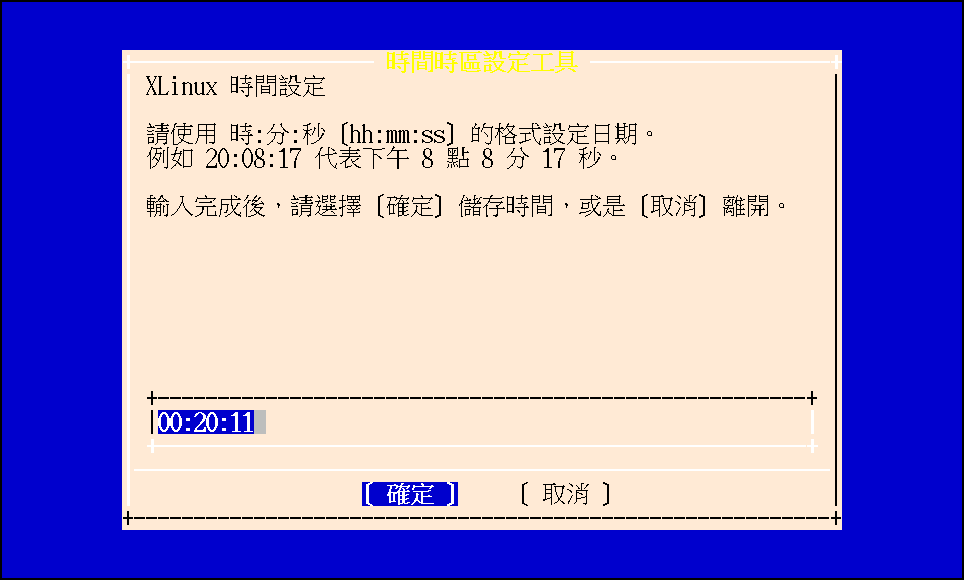 時間時區設定工具
XLinux 時間設定
請使用 時:分:秒 〔hh:mm:ss〕 的格式設定日期。
例如 20:08:17 代表下午 8 點 8 分 17 秒。
輸入完成後，請選擇〔確定〕儲存時間，或是〔取消〕離開。
00:20:11
〔 確定 〕 〔 取消 〕